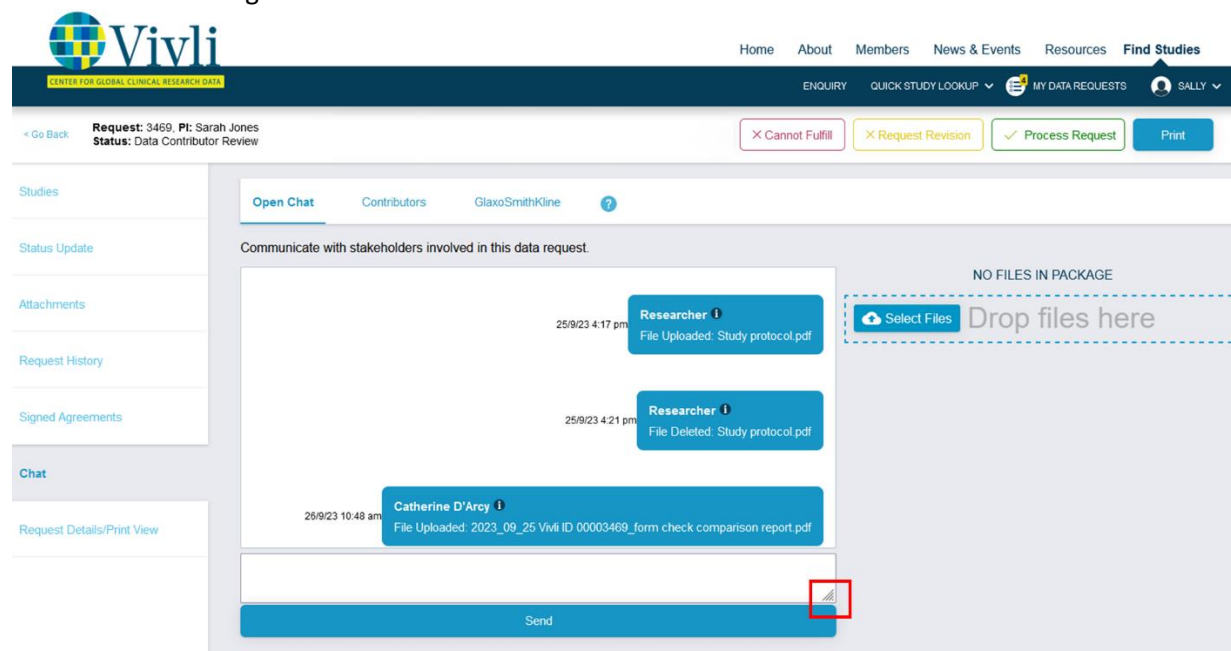 Vivli
CENTER FOR GLOBAL CLINICAL RESEARCH DATA
Home About Members News & Events Resources Find Studies
ENQUIRY QUICK STUDY LOOKUP 4 MY DATA REQUESTS SALLY
< Go Back Request: 3469, PI: Sarah Jones
Status: Data Contributor Review
Cannot Fulfill Request Revision Process Request Print
Studies
Status Update
Attachments
Request History
Signed Agreements
Chat
Request Details/Print View
Open Chat Contributors GlaxoSmithKline ?
Communicate with stakeholders involved in this data request.
25/9/23 4:17 pm Researcher
File Uploaded: Study protocol.pdf
25/9/23 4:21 pm Researcher
File Deleted: Study protocol.pdf
26/9/23 10:48 am Catherine D'Arcy
File Uploaded: 2023_09_25 Vivli ID 00003469_form check comparison report.pdf
Send
NO FILES IN PACKAGE
Select Files Drop files here